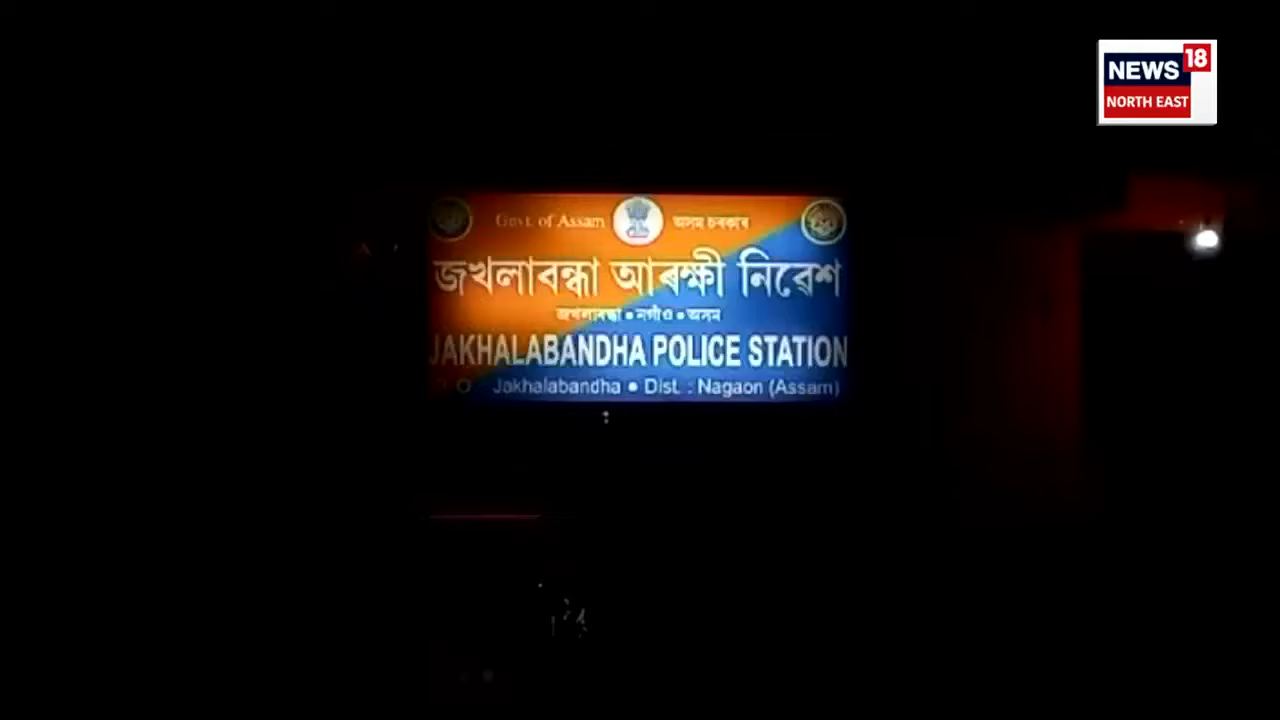 NEWS 18
NORTH EAST
Govt. of Assam অসম চৰকাৰ
জখলাবন্ধা আৰক্ষী নিৱেশ
জখলাবন্ধা • নগাঁও • অসম
JAKHALABANDHA POLICE STATION
Jakhalabandha • Dist. : Nagaon (Assam)